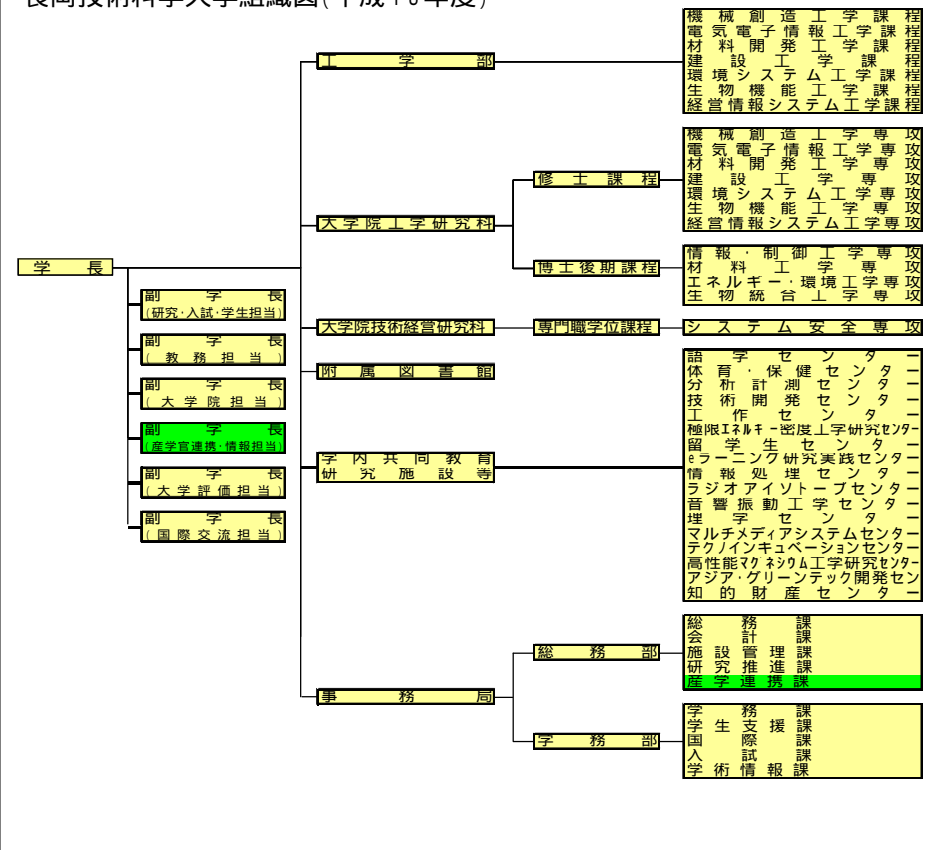 長岡技術科学大学組織図(平成18年度)
学長
副学長
(研究・入試・学生担当)
副学長
(教務担当)
副学長
(大学院担当)
副学長
(産学官連携・情報担当)
副学長
(大学評価担当)
副学長
(国際交流担当)
工学部
機械創造工学課程
電気電子情報工学課程
材料開発工学課程
建設工学課程
環境システム工学課程
生物機能工学課程
経営情報システム工学課程
大学院工学研究科
修士課程
機械創造工学専攻
電気電子情報工学専攻
材料開発工学専攻
建設工学専攻
環境システム工学専攻
生物機能工学専攻
経営情報システム工学専攻
博士後期課程
情報・制御工学専攻
材料工学専攻
エネルギー・環境工学専攻
生物統合工学専攻
大学院技術経営研究科
専門職学位課程
システム安全専攻
附属図書館
学内共同教育
研究施設等
語学センター
体育・保健センター
分析計測センター
技術開発センター
工作センター
極限エネルギー密度工学研究センター
留学生センター
eラーニング研究実践センター
情報処理センター
ラジオアイソトープセンター
音響振動工学センター
理学センター
マルチメディアシステムセンター
テクノインキュベーションセンター
高性能マグネシウム工学研究センター
アジア・グリーンテック開発セン
知的財産センター
事務局
総務部
総務課
会計課
施設管理課
研究推進課
産学連携課
学務部
学務課
学生支援課
国際課
入試課
学術情報課